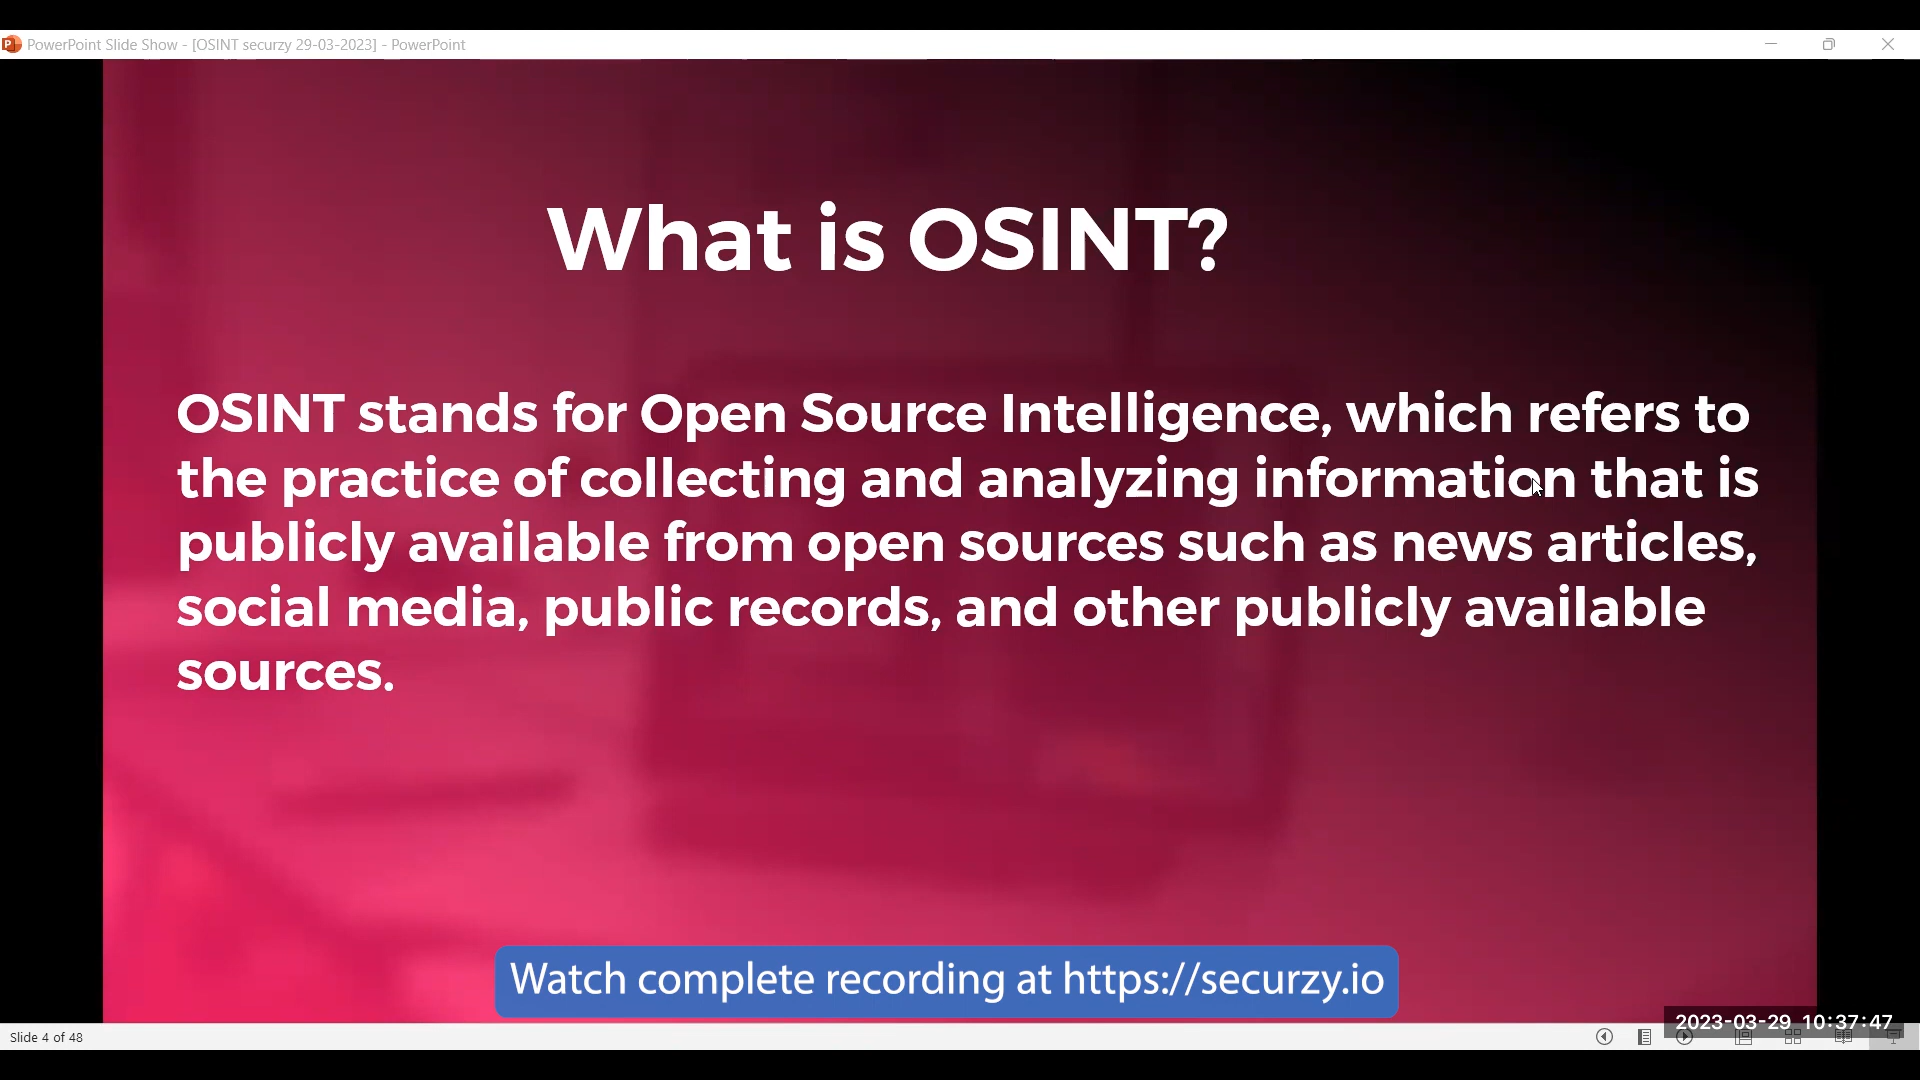 PowerPoint Slide Show - [OSINT securzy 29-03-2023] - PowerPoint
What is OSINT?
OSINT stands for Open Source Intelligence, which refers to
the practice of collecting and analyzing information that is
publicly available from open sources such as news articles,
social media, public records, and other publicly available
sources.
Watch complete recording at https://securzy.io
2023-03-29 10:37:47
Slide 4 of 48